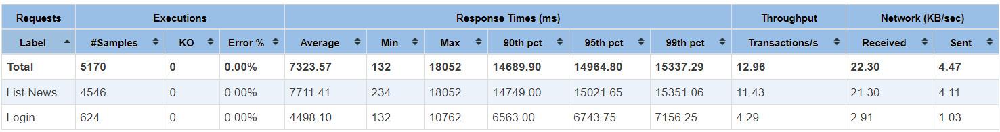 Requests Executions Response Times (ms) Throughput Network (KB/sec)
Label #Samples KO Error % Average Min Max 90th pct 95th pct 99th pct Transactions/s Received Sent
Total 5170 0 0.00% 7323.57 132 18052 14689.90 14964.80 15337.29 12.96 22.30 4.47
List News 4546 0 0.00% 7711.41 234 18052 14749.00 15021.65 15351.06 11.43 21.30 4.11
Login 624 0 0.00% 4498.10 132 10762 6563.00 6743.75 7156.25 4.29 2.91 1.03